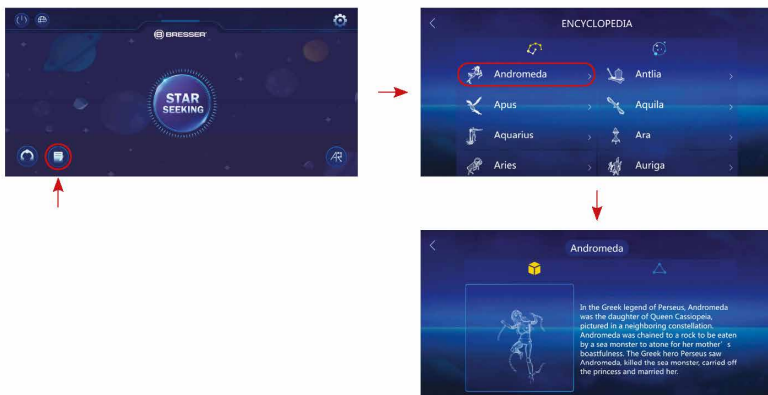 BRESSER
STAR
SEEKING
AR
ENCYCLOPEDIA
Andromeda
Antlia
Apus
Aquila
Aquarius
Ara
Aries
Auriga
Andromeda
In the Greek legend of Perseus, Andromeda
was the daughter of Queen Cassiopeia,
pictured in a neighboring constellation.
Andromeda was chained to a rock to be eaten
by a sea monster to atone for her mother’ s
boastfulness. The Greek hero Perseus saw
Andromeda, killed the sea monster, carried off
the princess and married her.